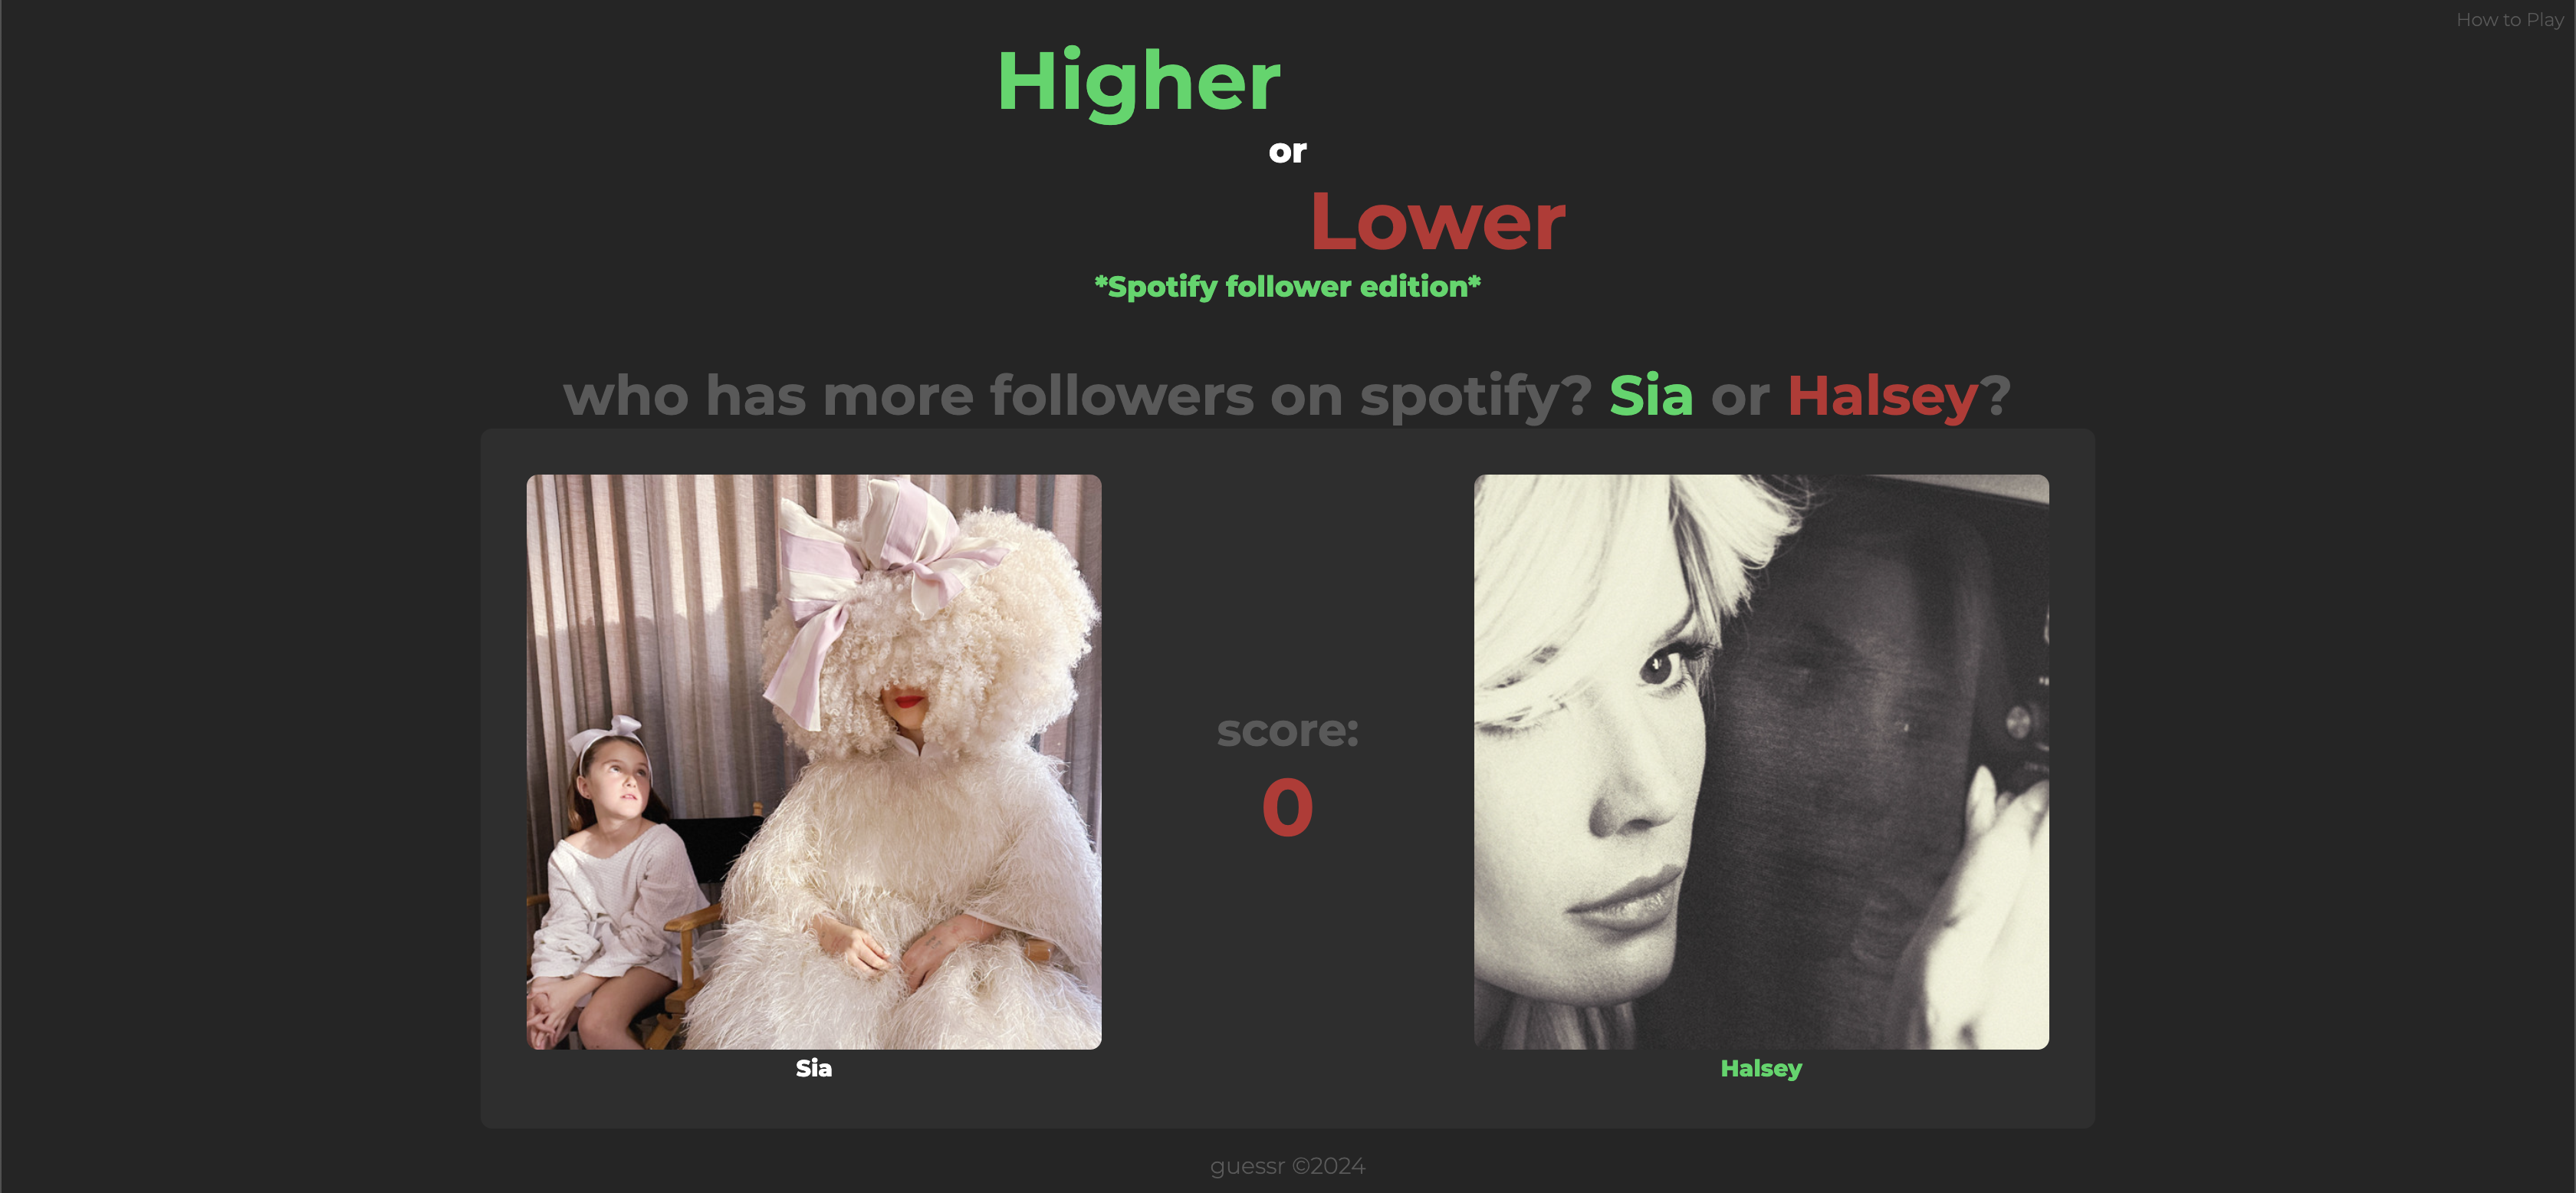 How to Play
Higher
or
Lower
*Spotify follower edition*
who has more followers on spotify? Sia or Halsey?
score:
0
Sia
Halsey
guessr ©2024